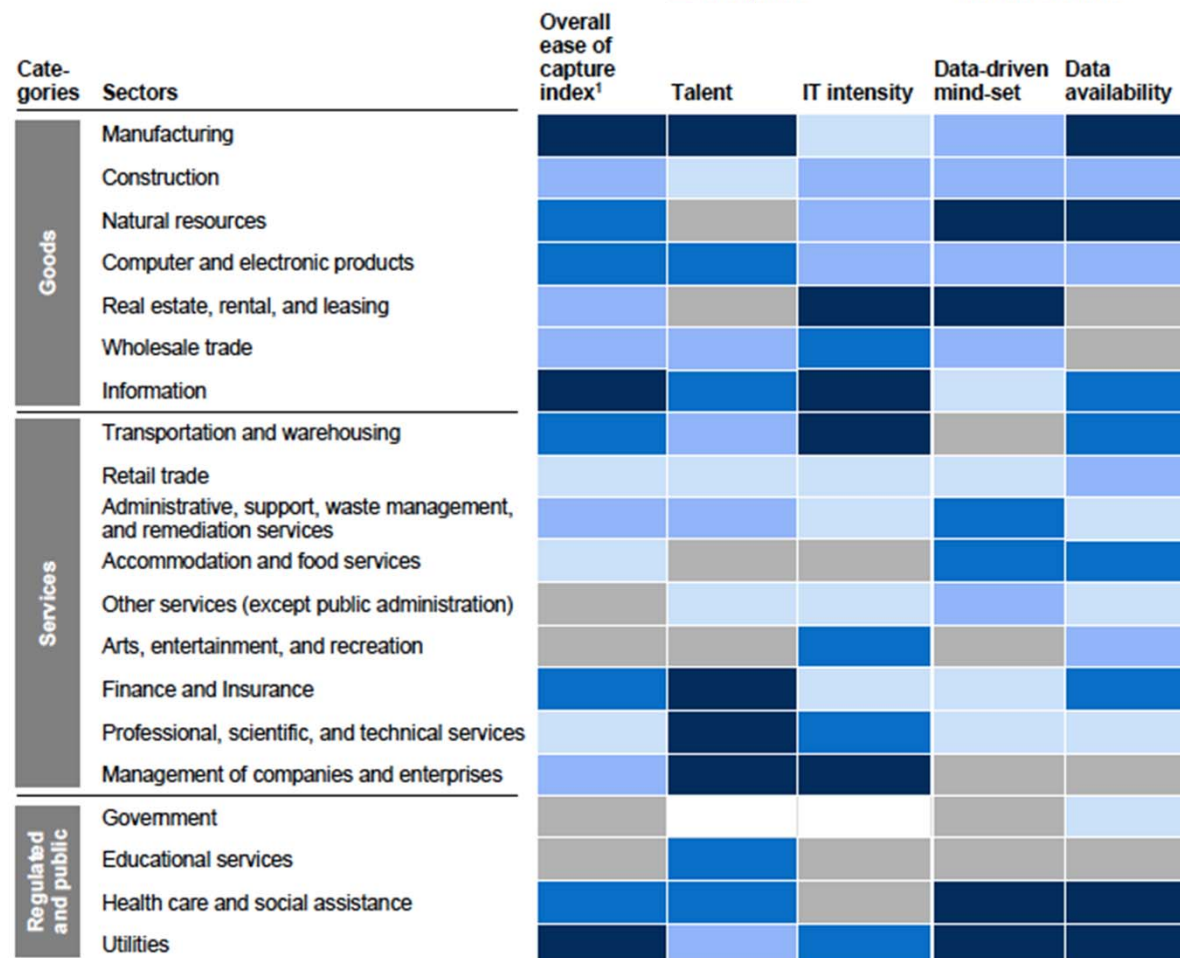 Overall
ease of
capture
index¹
Cate-
gories
Sectors
Talent
IT intensity
Data-driven
mind-set
Data
availability
Goods
Manufacturing
Construction
Natural resources
Computer and electronic products
Real estate, rental, and leasing
Wholesale trade
Information
Services
Transportation and warehousing
Retail trade
Administrative, support, waste management,
and remediation services
Accommodation and food services
Other services (except public administration)
Arts, entertainment, and recreation
Finance and Insurance
Professional, scientific, and technical services
Management of companies and enterprises
Regulated
and public
Government
Educational services
Health care and social assistance
Utilities